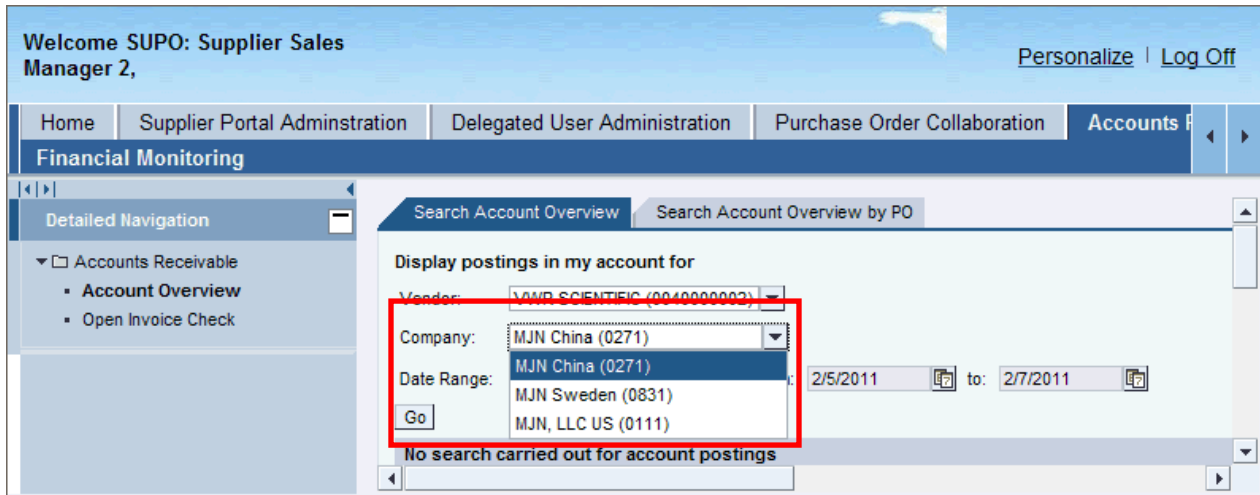 Welcome SUPO: Supplier Sales
Manager 2,
Personalize | Log Off
Home Supplier Portal Adminstration Delegated User Administration Purchase Order Collaboration Accounts
Financial Monitoring
Detailed Navigation
Search Account Overview Search Account Overview by PO
Accounts Receivable
Account Overview
Open Invoice Check
Display postings in my account for
Vendor: VWR SCIENTIFIC (0040000002)
Company: MJN China (0271)
MJN China (0271)
Date Range: 2/5/2011 to: 2/7/2011
MJN Sweden (0831)
MJN, LLC US (0111)
Go
No search carried out for account postings